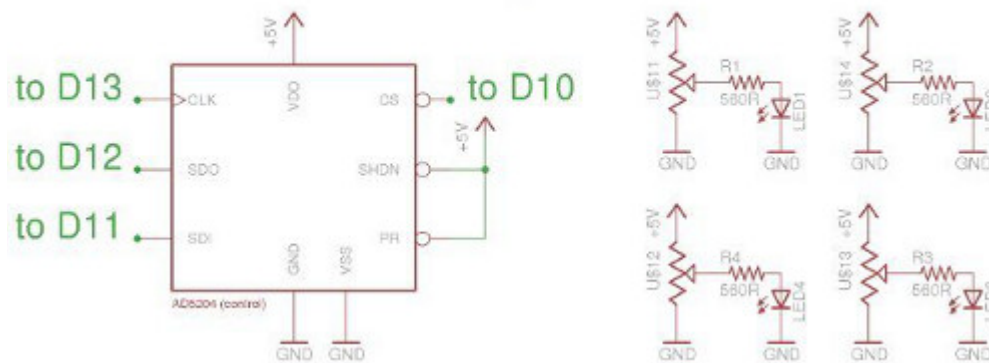 +5V
to D13
CLK
VDD
CS
to D10
+5V
to D12
SDO
SHDN
to D11
SDI
PR
GND
VSS
AD5204 (control)
GND
GND
+5V
U$11
R1
560R
LED1
GND
GND
+5V
U$14
R2
560R
GND
GND
+5V
U$12
R4
560R
LED4
GND
GND
+5V
U$13
R3
560R
GND
GND